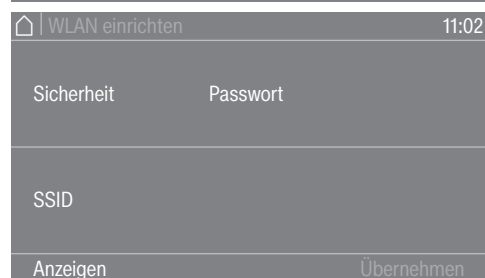 WLAN einrichten 11:02
Sicherheit Passwort
SSID
Anzeigen Übernehmen